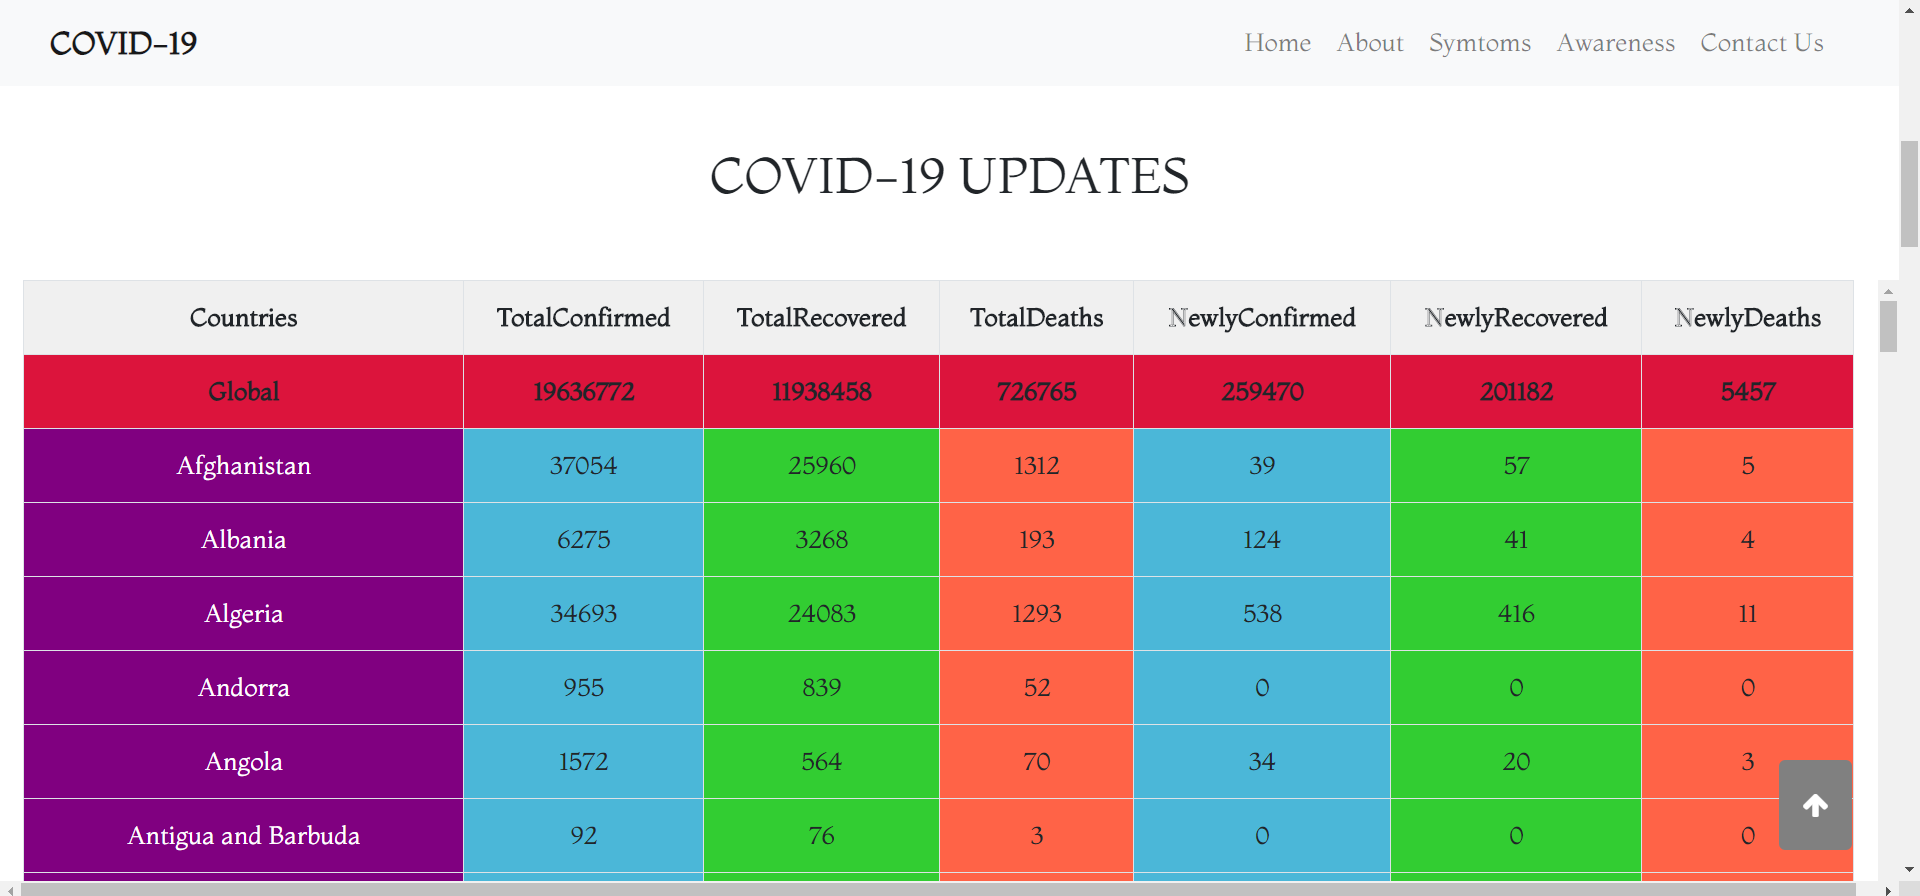 COVID-19 Home About Symtoms Awareness Contact Us
COVID-19 UPDATES
Countries TotalConfirmed TotalRecovered TotalDeaths NewlyConfirmed NewlyRecovered NewlyDeaths
Global 19636772 11938458 726765 259470 201182 5457
Afghanistan 37054 25960 1312 39 57 5
Albania 6275 3268 193 124 41 4
Algeria 34693 24083 1293 538 416 11
Andorra 955 839 52 0 0 0
Angola 1572 564 70 34 20 3
Antigua and Barbuda 92 76 3 0 0 0